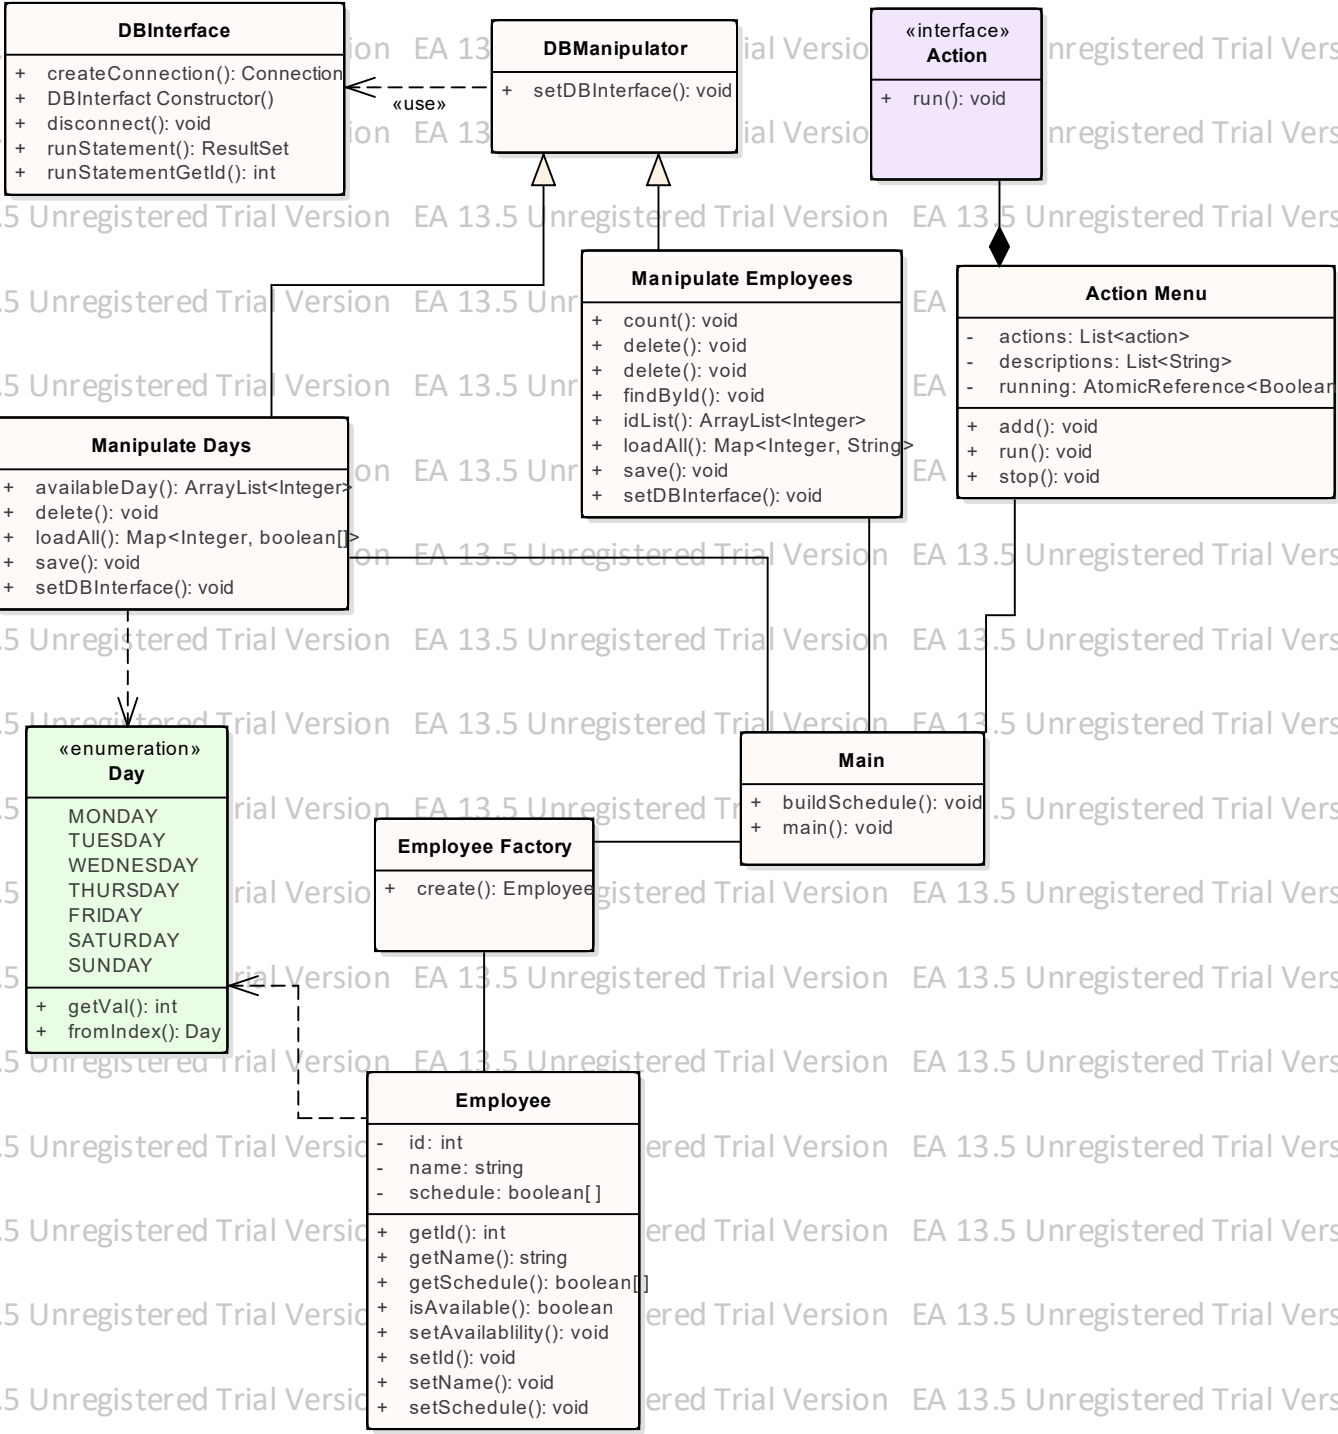 DBInterface
+ createConnection(): Connection
+ DBInterfact Constructor()
+ disconnect(): void
+ runStatement(): ResultSet
+ runStatementGetId(): int
«use»
DBManipulator
+ setDBInterface(): void
«interface»
Action
+ run(): void
Manipulate Employees
+ count(): void
+ delete(): void
+ delete(): void
+ findById(): void
+ idList(): ArrayList<Integer>
+ loadAll(): Map<Integer, String>
+ save(): void
+ setDBInterface(): void
Action Menu
- actions: List<action>
- descriptions: List<String>
- running: AtomicReference<Boolean
+ add(): void
+ run(): void
+ stop(): void
Manipulate Days
+ availableDay(): ArrayList<Integer>
+ delete(): void
+ loadAll(): Map<Integer, boolean[]>
+ save(): void
+ setDBInterface(): void
«enumeration»
Day
MONDAY
TUESDAY
WEDNESDAY
THURSDAY
FRIDAY
SATURDAY
SUNDAY
+ getVal(): int
+ fromIndex(): Day
Main
+ buildSchedule(): void
+ main(): void
Employee Factory
+ create(): Employee
Employee
- id: int
- name: string
- schedule: boolean[ ]
+ getId(): int
+ getName(): string
+ getSchedule(): boolean[ ]
+ isAvailable(): boolean
+ setAvailablility(): void
+ setId(): void
+ setName(): void
+ setSchedule(): void
EA 13.5 Unregistered Trial Version